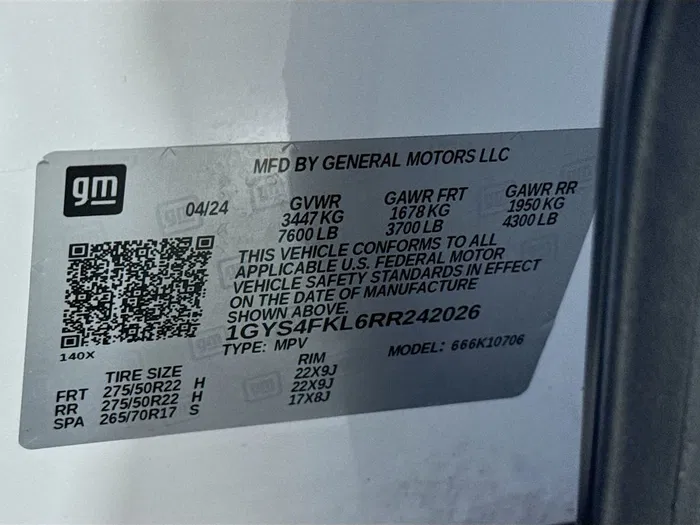 MFD BY GENERAL MOTORS LLC
gm
04/24 GVWR GAWR FRT GAWR RR
3447 KG 1678 KG 1950 KG
7600 LB 3700 LB 4300 LB
THIS VEHICLE CONFORMS TO ALL
APPLICABLE U.S. FEDERAL MOTOR
VEHICLE SAFETY STANDARDS IN EFFECT
ON THE DATE OF MANUFACTURE
SHOWN ABOVE.
1GYS4FKL6RR242026
140X
TYPE: MPV MODEL: 666K10706
TIRE SIZE RIM
FRT 275/50R22 H 22X9J
RR 275/50R22 H 22X9J
SPA 265/70R17 S 17X8J